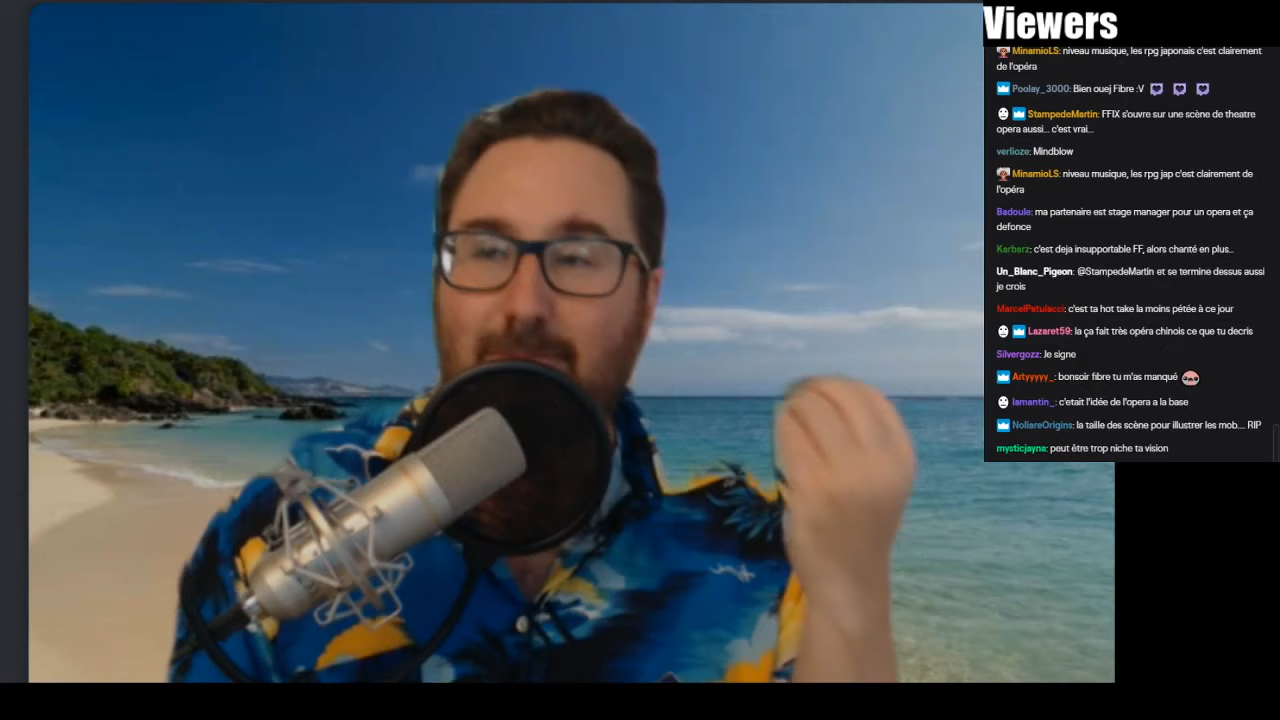 Viewers
MinamioLS: niveau musique, les rpg japonais c'est clairement
de l'opéra
Poolay_3000: Bien ouej Fibre :V
StampedeMartin: FFIX s'ouvre sur une scène de theatre
opera aussi... c'est vrai...
verlioze: Mindblow
MinamioLS: niveau musique, les rpg jap c'est clairement de
l'opéra
Badoule: ma partenaire est stage manager pour un opera et ça
defonce
Karbarz: c'est deja insupportable FF, alors chanté en plus..
Un_Blanc_Pigeon: @StampedeMartin et se termine dessus aussi
je crois
MarcelPatulacci: c'est ta hot take la moins pétée à ce jour
Lazaret59: la ça fait très opéra chinois ce que tu decris
Silvergozz: Je signe
Artyyyyy_: bonsoir fibre tu m'as manqué
lamantin_: c'etait l'idée de l'opera a la base
NoliareOrigins: la taille des scène pour illustrer les mob.... RIP
mysticjayna: peut être trop niche ta vision